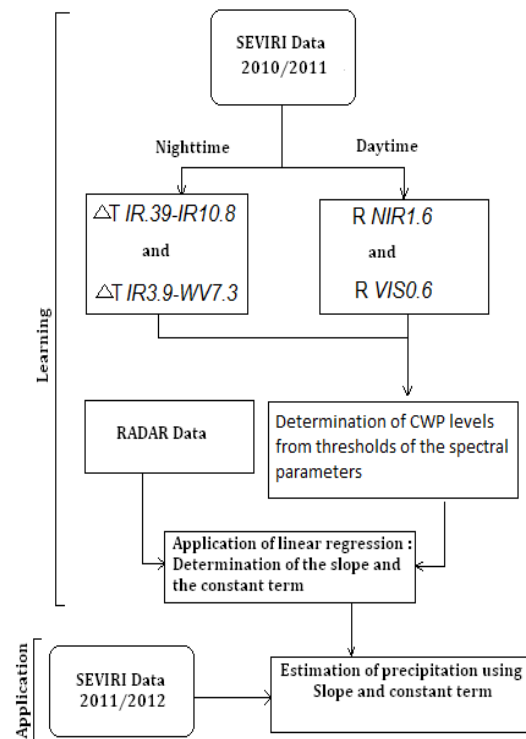 SEVIRI Data
2010/2011
Nighttime
Daytime
△T IR.39-IR10.8
and
△T IR3.9-WV7.3
R NIR1.6
and
R VIS0.6
Learning
RADAR Data
Determination of CWP levels
from thresholds of the spectral
parameters
Application of linear regression :
Determination of the slope and
the constant term
Application
SEVIRI Data
2011/2012
Estimation of precipitation using
Slope and constant term